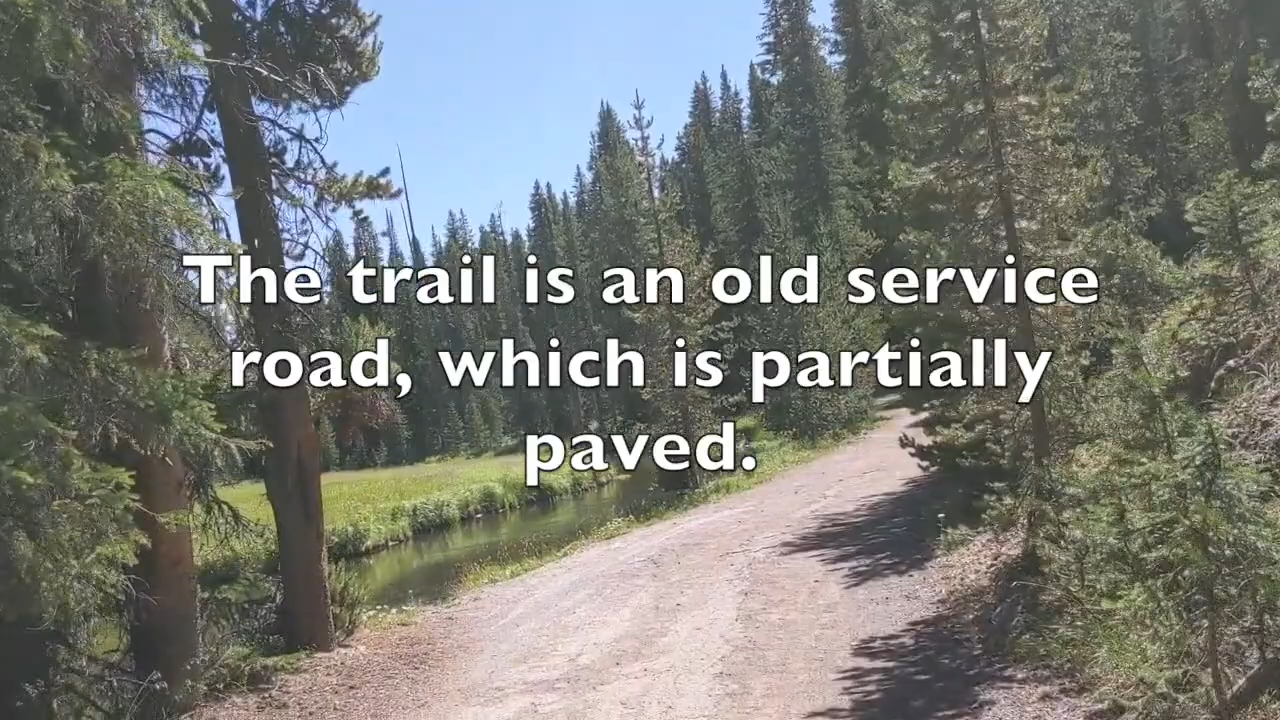 The trail is an old service
road, which is partially
paved.